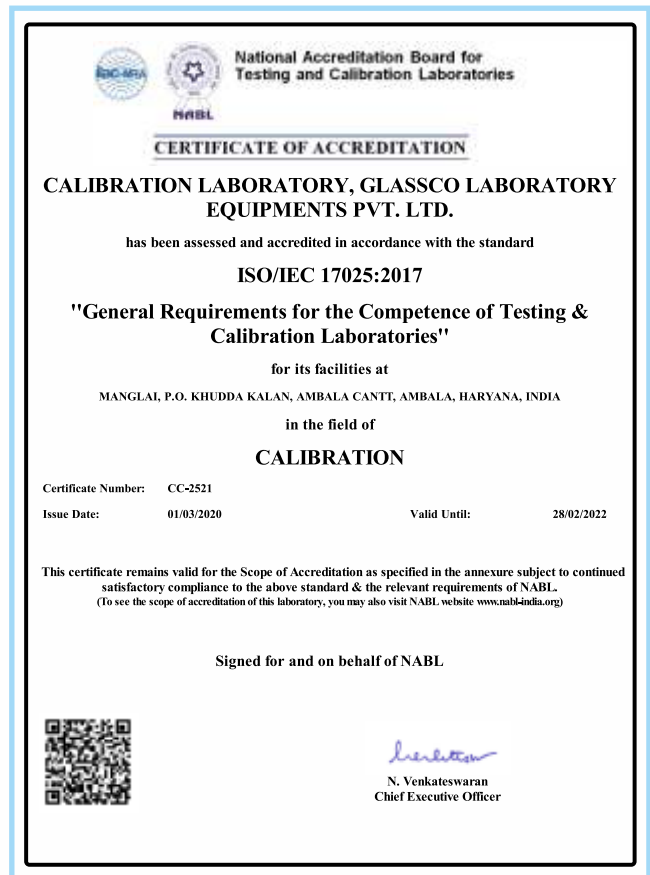 ilac-MRA
NABL
National Accreditation Board for
Testing and Calibration Laboratories
CERTIFICATE OF ACCREDITATION
CALIBRATION LABORATORY, GLASSCO LABORATORY
EQUIPMENTS PVT. LTD.
has been assessed and accredited in accordance with the standard
ISO/IEC 17025:2017
"General Requirements for the Competence of Testing &
Calibration Laboratories"
for its facilities at
MANGLAI, P.O. KHUDDA KALAN, AMBALA CANTT, AMBALA, HARYANA, INDIA
in the field of
CALIBRATION
Certificate Number: CC-2521
Issue Date: 01/03/2020 Valid Until: 28/02/2022
This certificate remains valid for the Scope of Accreditation as specified in the annexure subject to continued
satisfactory compliance to the above standard & the relevant requirements of NABL.
(To see the scope of accreditation of this laboratory, you may also visit NABL website www.nabl-india.org)
Signed for and on behalf of NABL
N. Venkateswaran
Chief Executive Officer